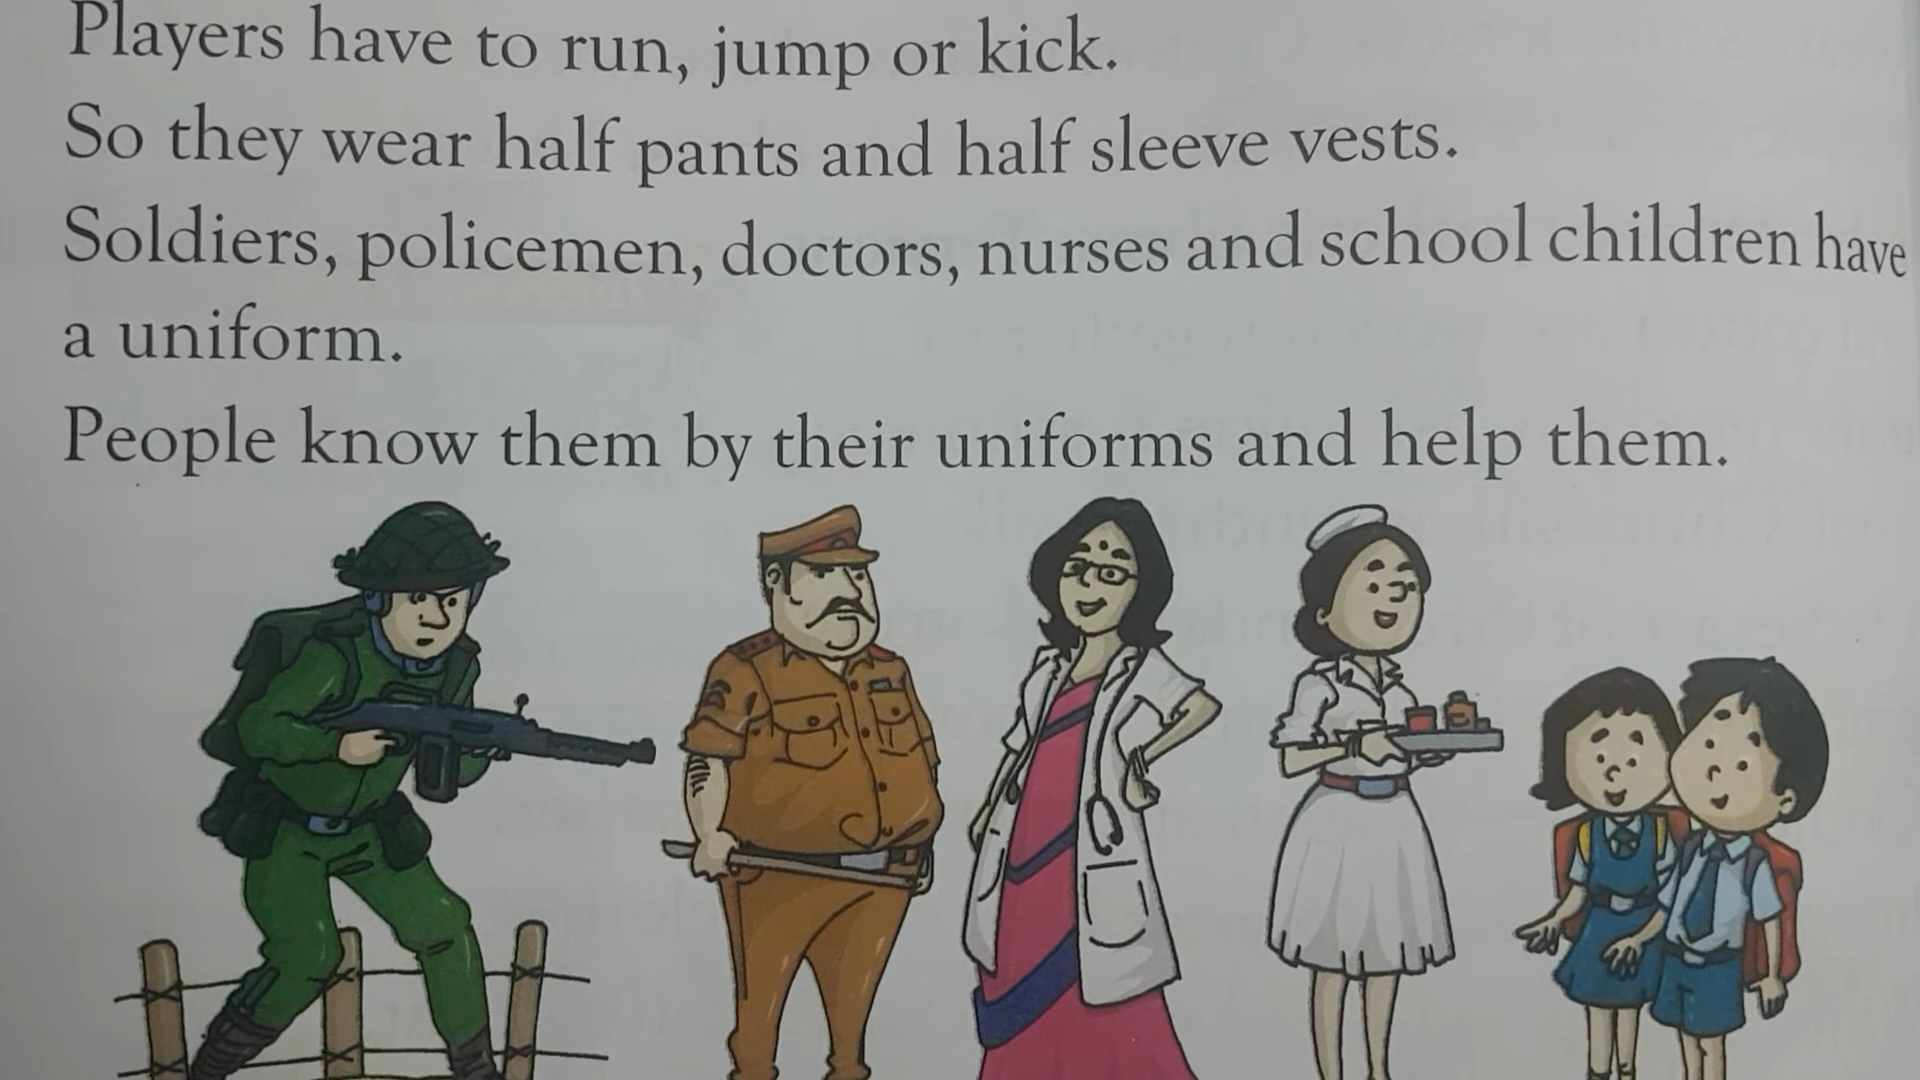 Players have to run, jump or kick.
So they wear half pants and half sleeve vests.
Soldiers, policemen, doctors, nurses and school children have
a uniform.
People know them by their uniforms and help them.